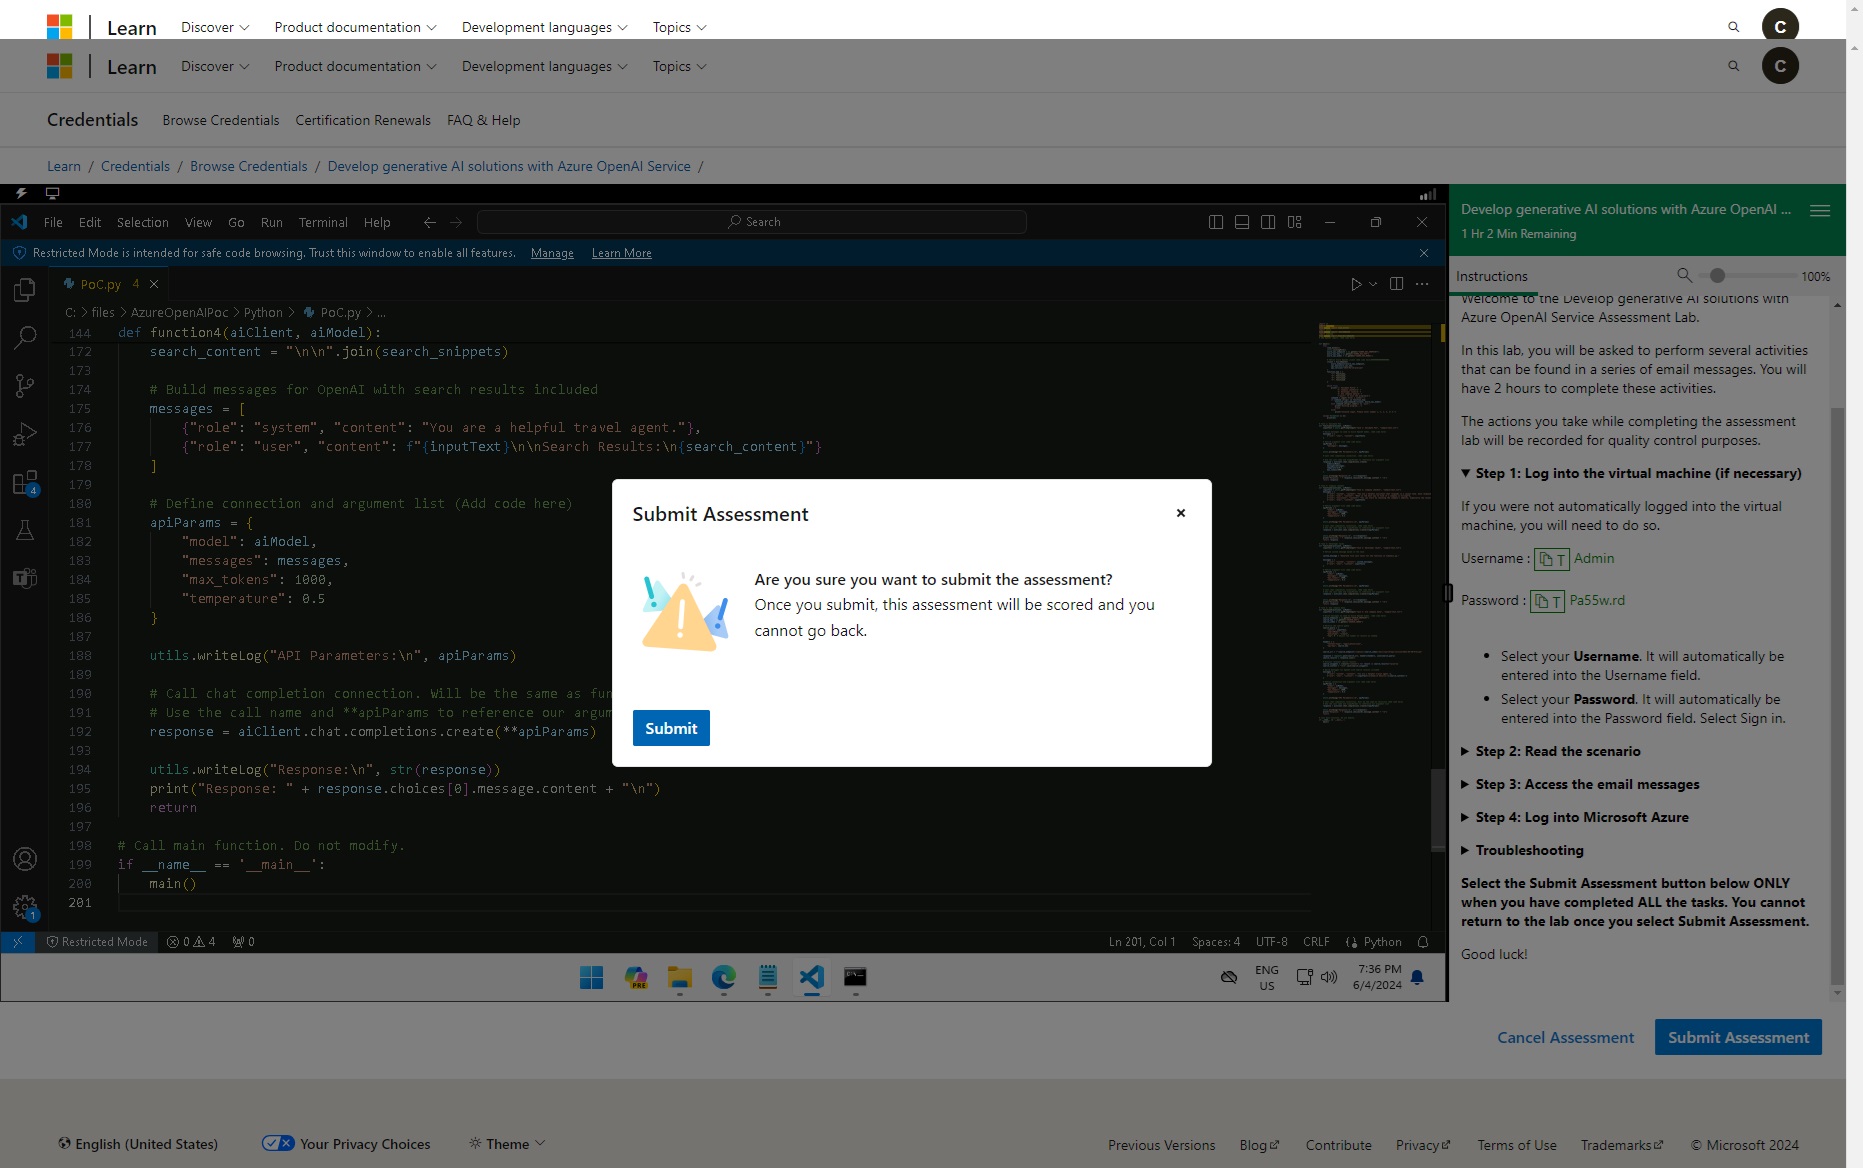 Learn Discover Product documentation Development languages Topics C
Learn Discover Product documentation Development languages Topics C
Credentials Browse Credentials Certification Renewals FAQ & Help
Learn / Credentials / Browse Credentials / Develop generative AI solutions with Azure OpenAI Service /
File Edit Selection View Go Run Terminal Help Search
Restricted Mode is intended for safe code browsing. Trust this window to enable all features. Manage Learn More
PoC.py 4
C: > files > AzureOpenAIPoc > Python > PoC.py > ...
144 def function4(aiClient, aiModel):
172 search_content = "\n\n".join(search_snippets)
173
174 # Build messages for OpenAI with search results included
175 messages = [
176 {"role": "system", "content": "You are a helpful travel agent."},
177 {"role": "user", "content": f"{inputText}\n\nSearch Results:\n{search_content}"}
178 ]
179
180 # Define connection and argument list (Add code here)
181 apiParams = {
182 "model": aiModel,
183 "messages": messages,
184 "max_tokens": 1000,
185 "temperature": 0.5
186 }
187
188 utils.writeLog("API Parameters:\n", apiParams)
189
190 # Call chat completion connection. Will be the same as fun
191 # Use the call name and **apiParams to reference our argum
192 response = aiClient.chat.completions.create(**apiParams)
193
194 utils.writeLog("Response:\n", str(response))
195 print("Response: " + response.choices[0].message.content + "\n")
196 return
197
198 # Call main function. Do not modify.
199 if __name__ == '__main__':
200 main()
201
4
1
Restricted Mode 0 4 0 Ln 201, Col 1 Spaces: 4 UTF-8 CRLF Python
PRE
ENG
US
7:36 PM
6/4/2024
Submit Assessment
Are you sure you want to submit the assessment?
Once you submit, this assessment will be scored and you
cannot go back.
Submit
Develop generative AI solutions with Azure OpenAI ...
1 Hr 2 Min Remaining
Instructions 100%
Welcome to the Develop generative AI solutions with
Azure OpenAI Service Assessment Lab.
In this lab, you will be asked to perform several activities
that can be found in a series of email messages. You will
have 2 hours to complete these activities.
The actions you take while completing the assessment
lab will be recorded for quality control purposes.
Step 1: Log into the virtual machine (if necessary)
If you were not automatically logged into the virtual
machine, you will need to do so.
Username : T Admin
Password : T Pa55w.rd
• Select your Username. It will automatically be
entered into the Username field.
• Select your Password. It will automatically be
entered into the Password field. Select Sign in.
Step 2: Read the scenario
Step 3: Access the email messages
Step 4: Log into Microsoft Azure
Troubleshooting
Select the Submit Assessment button below ONLY
when you have completed ALL the tasks. You cannot
return to the lab once you select Submit Assessment.
Good luck!
Cancel Assessment Submit Assessment
English (United States) Your Privacy Choices Theme
Previous Versions Blog Contribute Privacy Terms of Use Trademarks © Microsoft 2024